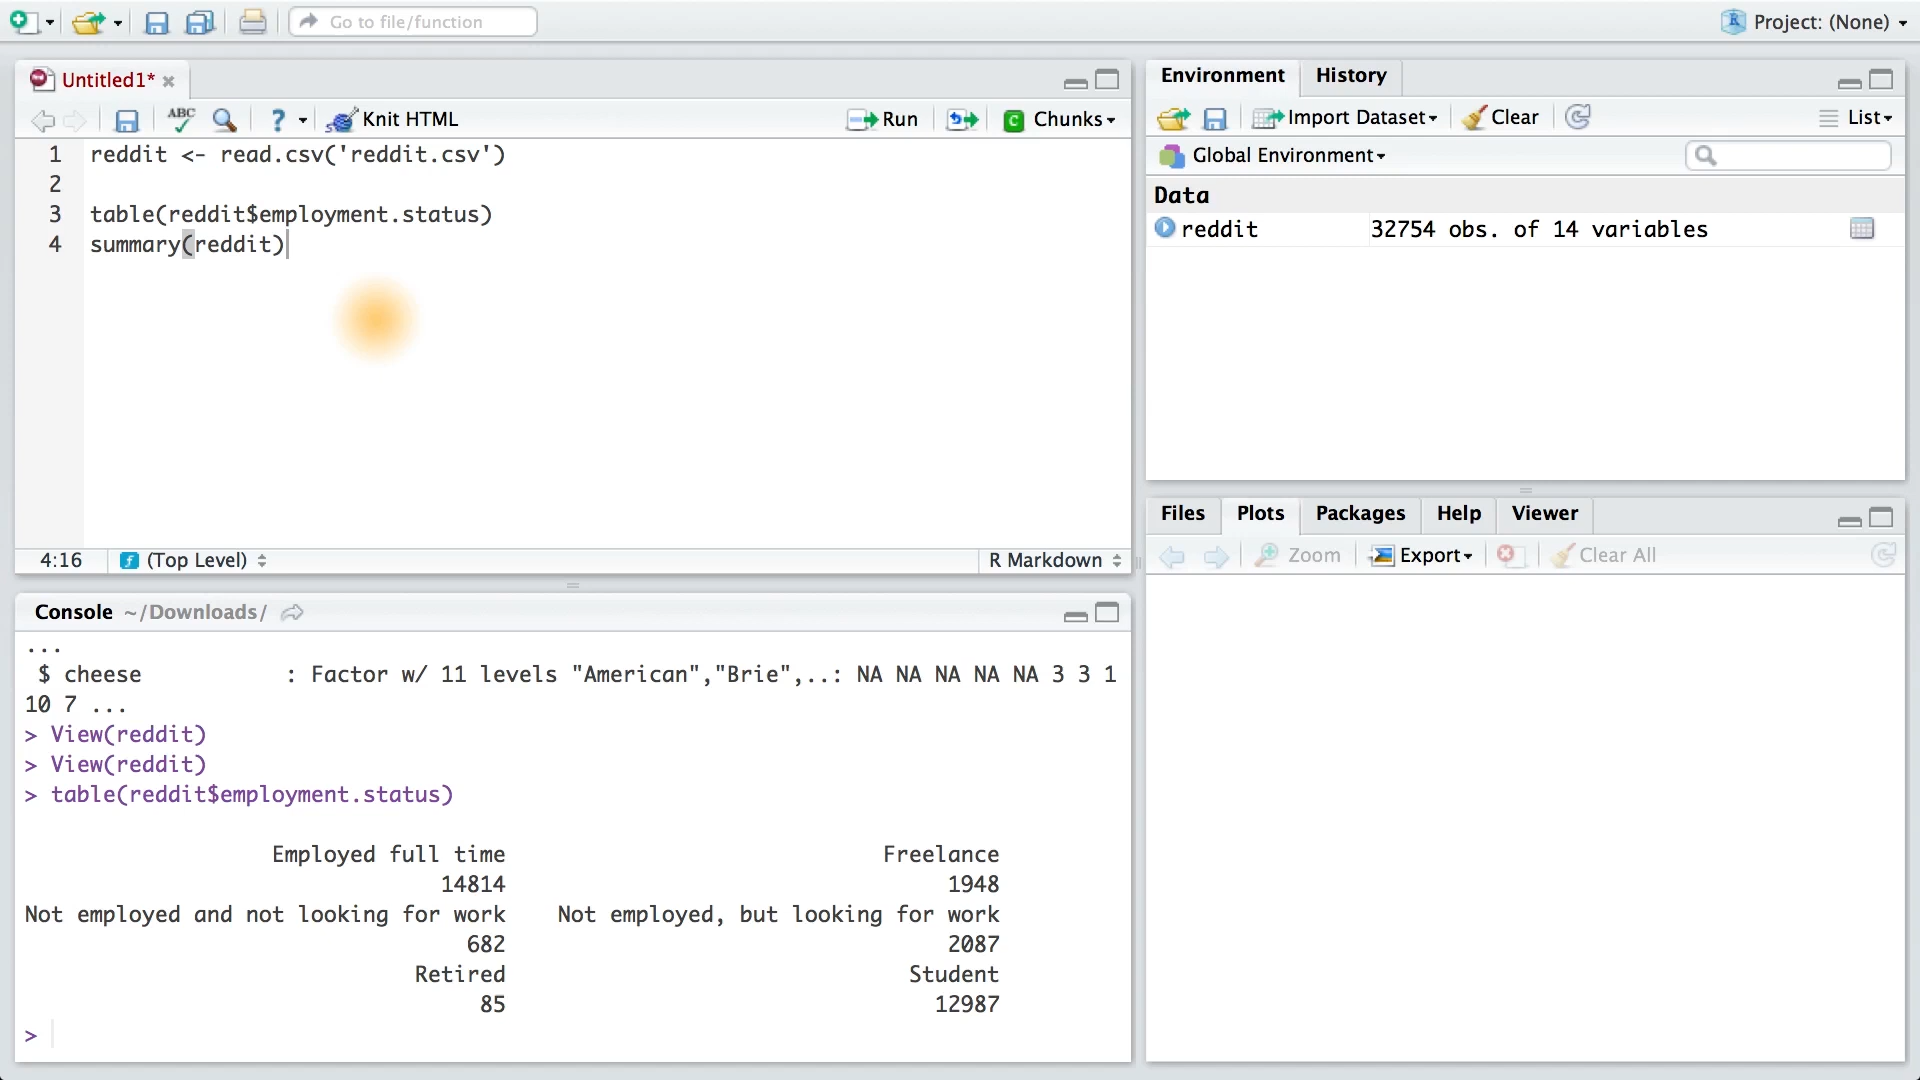 Go to file/function
Project: (None)
Untitled1*
ABC
?
Knit HTML
Run
C
Chunks
1 reddit <- read.csv('reddit.csv')
2
3 table(reddit$employment.status)
4 summary(reddit)
4:16
(Top Level)
R Markdown
Console ~/Downloads/
...
$ cheese : Factor w/ 11 levels "American","Brie",..: NA NA NA NA NA 3 3 1
10 7 ...
> View(reddit)
> View(reddit)
> table(reddit$employment.status)
Employed full time Freelance
14814 1948
Not employed and not looking for work Not employed, but looking for work
682 2087
Retired Student
85 12987
>
Environment History
Import Dataset
Clear
List
Global Environment
Data
reddit 32754 obs. of 14 variables
Files Plots Packages Help Viewer
Zoom
Export
Clear All